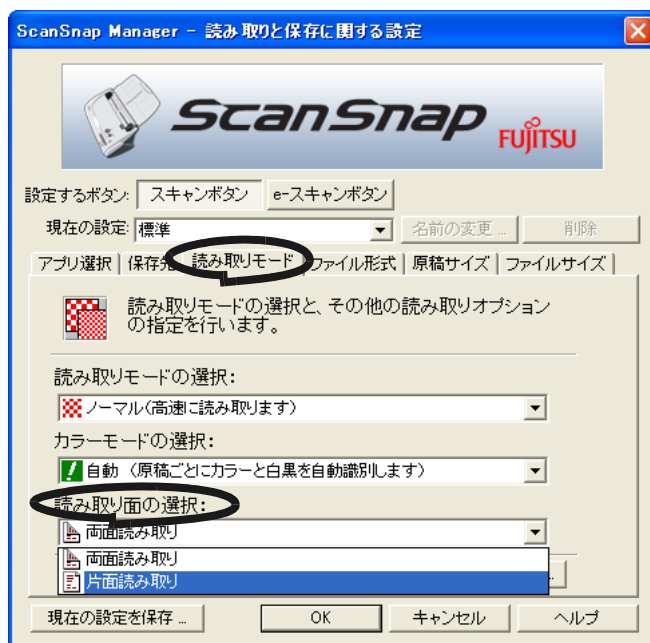 ScanSnap Manager - 読み取りと保存に関する設定
ScanSnap
FUJITSU
設定するボタン: スキャンボタン e-スキャンボタン
現在の設定: 標準 名前の変更 ... 削除
アプリ選択 保存先 読み取りモード ファイル形式 原稿サイズ ファイルサイズ
読み取りモードの選択と、その他の読み取りオプション
の指定を行います。
読み取りモードの選択:
ノーマル(高速に読み取ります)
カラーモードの選択:
自動 (原稿ごとにカラーと白黒を自動識別します)
読み取り面の選択:
両面読み取り
両面読み取り
片面読み取り
現在の設定を保存 ... OK キャンセル ヘルプ